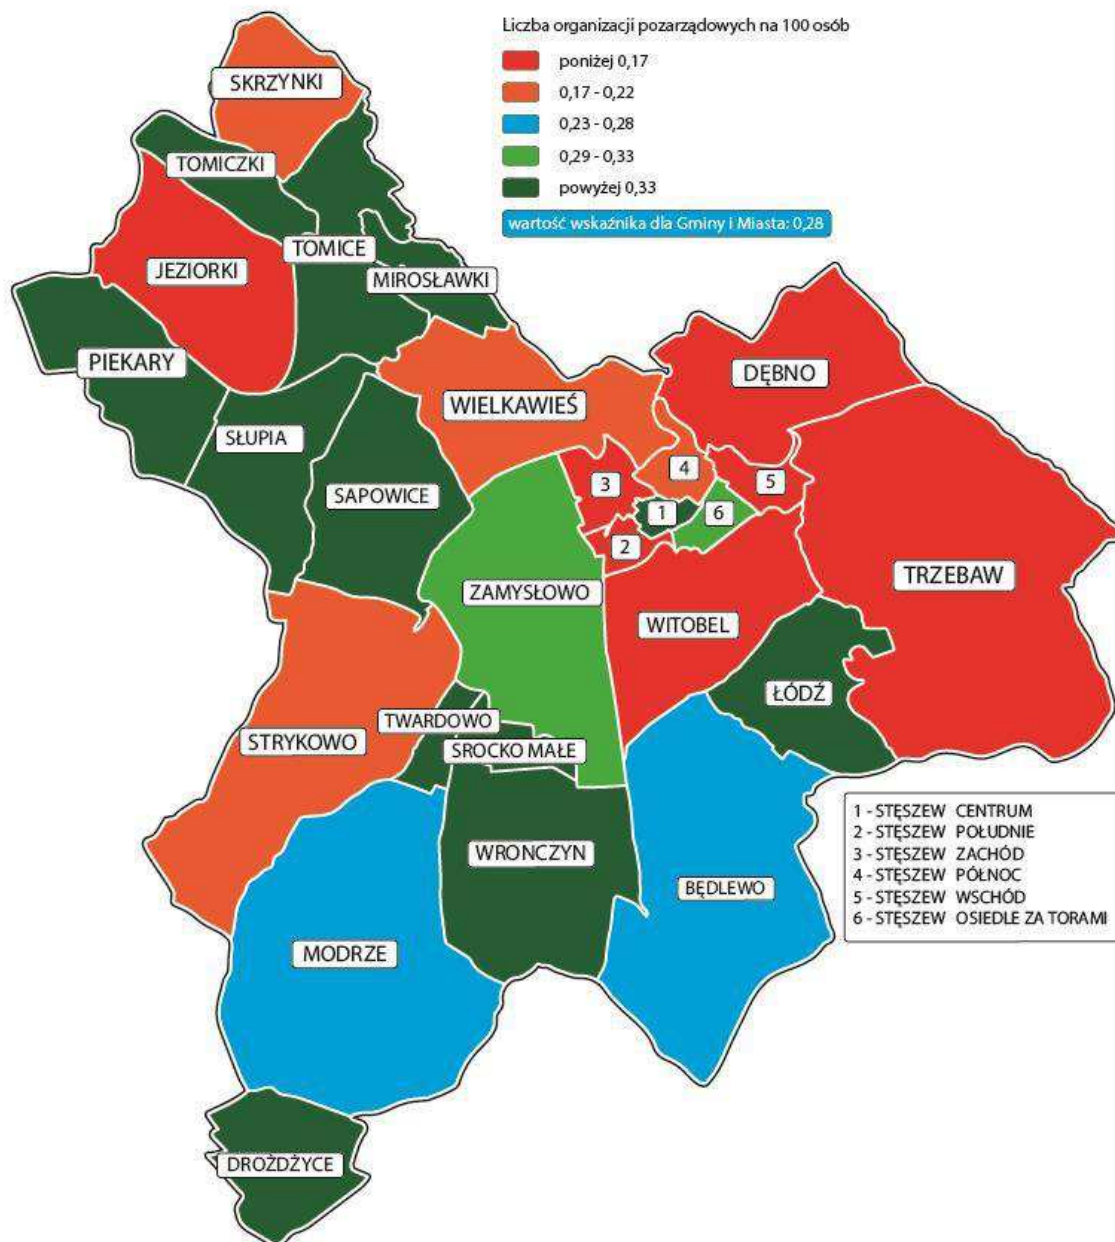 Liczba organizacji pozarządowych na 100 osób
poniżej 0,17
0,17 - 0,22
0,23 - 0,28
0,29 - 0,33
powyżej 0,33
wartość wskaźnika dla Gminy i Miasta: 0,28
SKRZYNKI
TOMICZKI
TOMICE
JEZIORKI
MIROSŁAWKI
PIEKARY
DĘBNO
WIELKAWIEŚ
SŁUPIA
4
5
3
SAPOWICE
1
6
2
TRZEBAW
ZAMYSŁOWO
WITOBEL
ŁÓDŹ
TWARDOWO
STRYKOWO
SROCKO MAŁE
WRONCZYN
BĘDLEWO
MODRZE
DROŻDŻYCE
1 - STĘSZEW CENTRUM
2 - STĘSZEW POŁUDNIE
3 - STĘSZEW ZACHÓD
4 - STĘSZEW PÓŁNOC
5 - STĘSZEW WSCHÓD
6 - STĘSZEW OSIEDLE ZA TORAMI